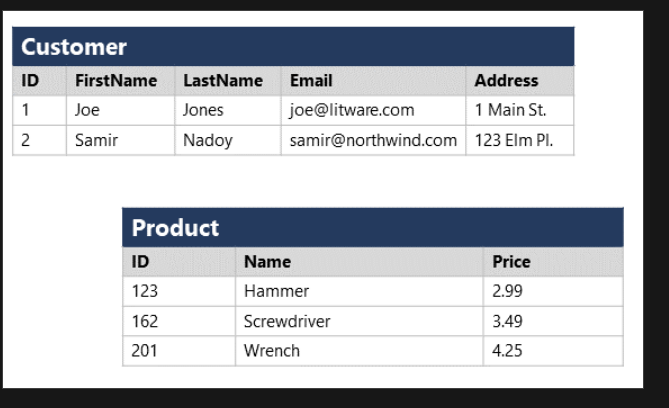 Customer
ID FirstName LastName Email Address
1 Joe Jones joe@litware.com 1 Main St.
2 Samir Nadoy samir@northwind.com 123 Elm Pl.
Product
ID Name Price
123 Hammer 2.99
162 Screwdriver 3.49
201 Wrench 4.25